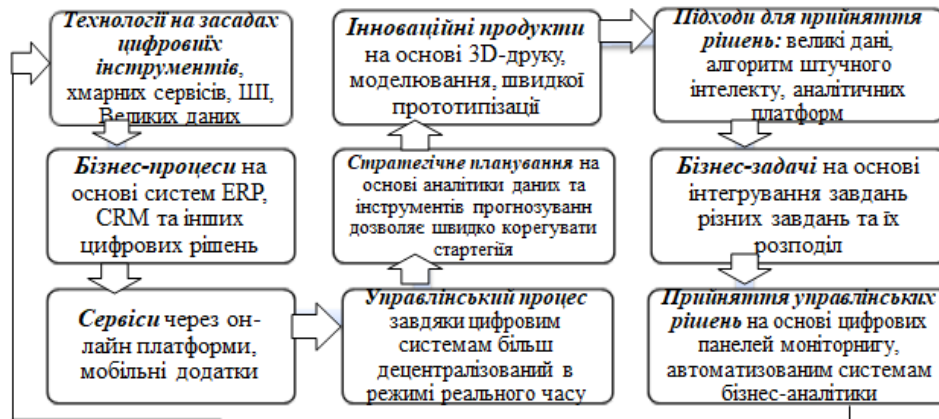 Технології на засадах
цифровиїх
інструментів,
хмарних сервісів, ШІ,
Великих даних
Бізнес-процеси на
основі систем ERP,
CRM та інших
цифрових рішень
Сервіси через он-
лайн платформи,
мобільні додатки
Управлінський процес
завдяки цифровим
системам більш
децентралізований в
режимі реального часу
Стратегічне планування на
основі аналітики даних та
інструментів прогнозуванн
дозволяє швидко корегувати
стартегіїя
Інноваційні продукти
на основі 3D-друку,
моделювання, швидкої
прототипізації
Підходи для прийняття
рішень: великі дані,
алгоритм штучного
інтелекту, аналітичних
платформ
Бізнес-задачі на основі
інтегрування завдань
різних завдань та їх
розподіл
Прийняття управлінських
рішень на основі цифрових
панелей моніторнигу,
автоматизованим системам
бізнес-аналітики